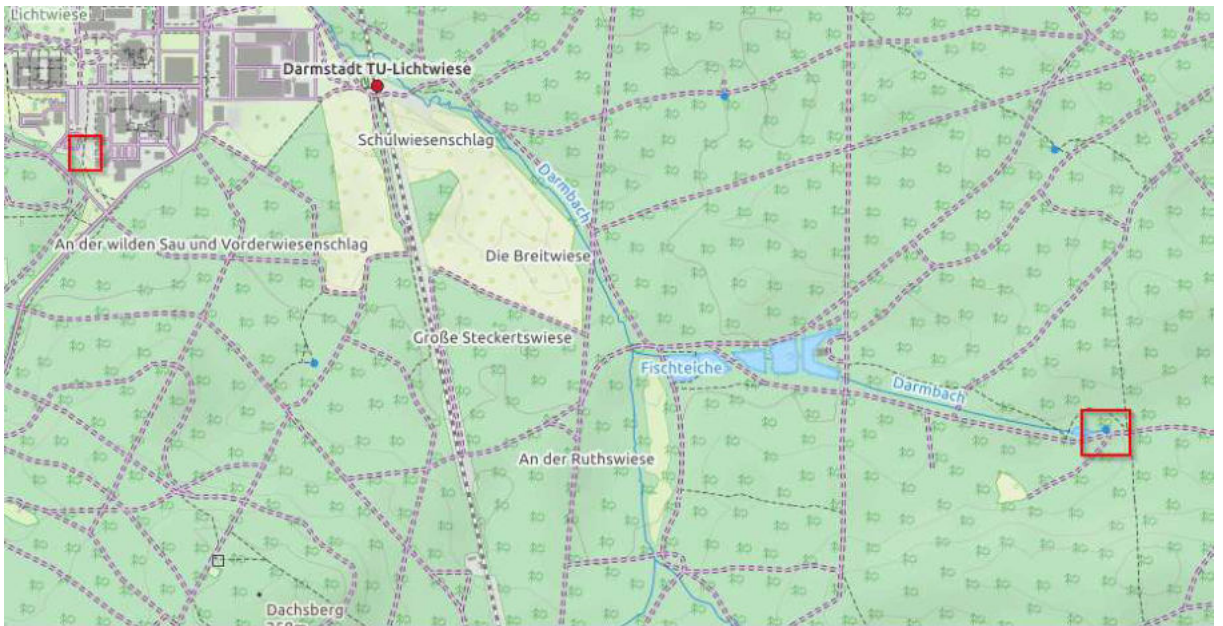 Lichtwiese
Darmstadt TU-Lichtwiese
Schulwiesenschlag
Darmbach
An der wilden Sau und Vorderwiesenschlag
Die Breitwiese
Große Steckertswiese
Fischteiche
Darmbach
An der Ruthswiese
Dachsberg